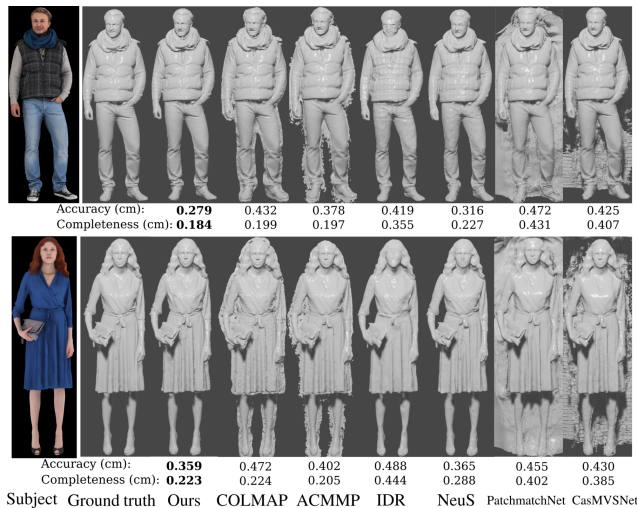 Accuracy (cm): 0.279 0.432 0.378 0.419 0.316 0.472 0.425
Completeness (cm): 0.184 0.199 0.197 0.355 0.227 0.431 0.407
Accuracy (cm): 0.359 0.472 0.402 0.488 0.365 0.455 0.430
Completeness (cm): 0.223 0.224 0.205 0.444 0.288 0.402 0.385
Subject Ground truth Ours COLMAP ACMMP IDR NeuS PatchmatchNet CasMVSNet